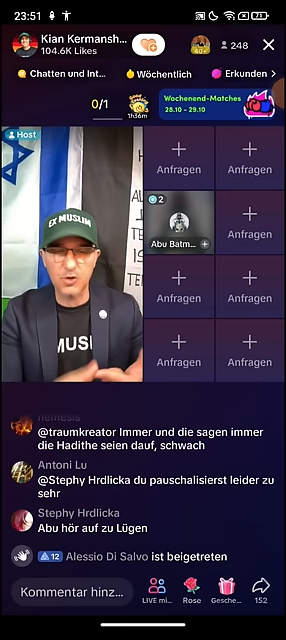 23:51
73
Kian Kermansh...
104.6K Likes
248
Chatten und Int...
Wöchentlich
Erkunden
0/1
1h36m
Wochenend-Matches
28.10 - 29.10
Host
EX MUSLIM
MUSL
Anfragen
Anfragen
2
Abu Batm...
Anfragen
Anfragen
Anfragen
Anfragen
Anfragen
nemesis
@traumkreator Immer und die sagen immer
die Hadithe seien dauf, schwach
Antoni Lu
@Stephy Hrdlicka du pauschalisierst leider zu
sehr
Stephy Hrdlicka
Abu hör auf zu Lügen
12 Alessio Di Salvo ist beigetreten
Kommentar hinz...
LIVE mi...
Rose
Gesche...
152